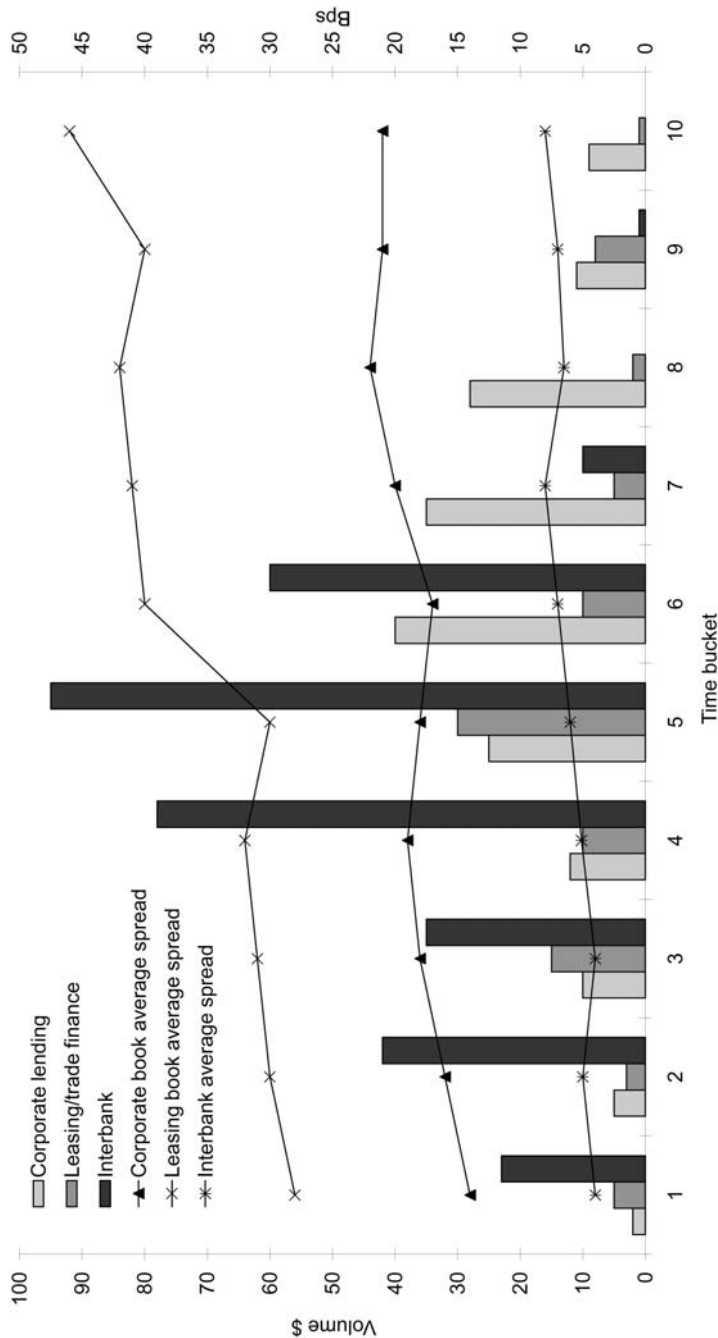 Corporate lending
Leasing/trade finance
Interbank
Corporate book average spread
Leasing book average spread
Interbank average spread
Volume $
100
90
80
70
60
50
40
30
20
10
0
Bps
50
45
40
35
30
25
20
15
10
5
0
1 2 3 4 5 6 7 8 9 10
Time bucket